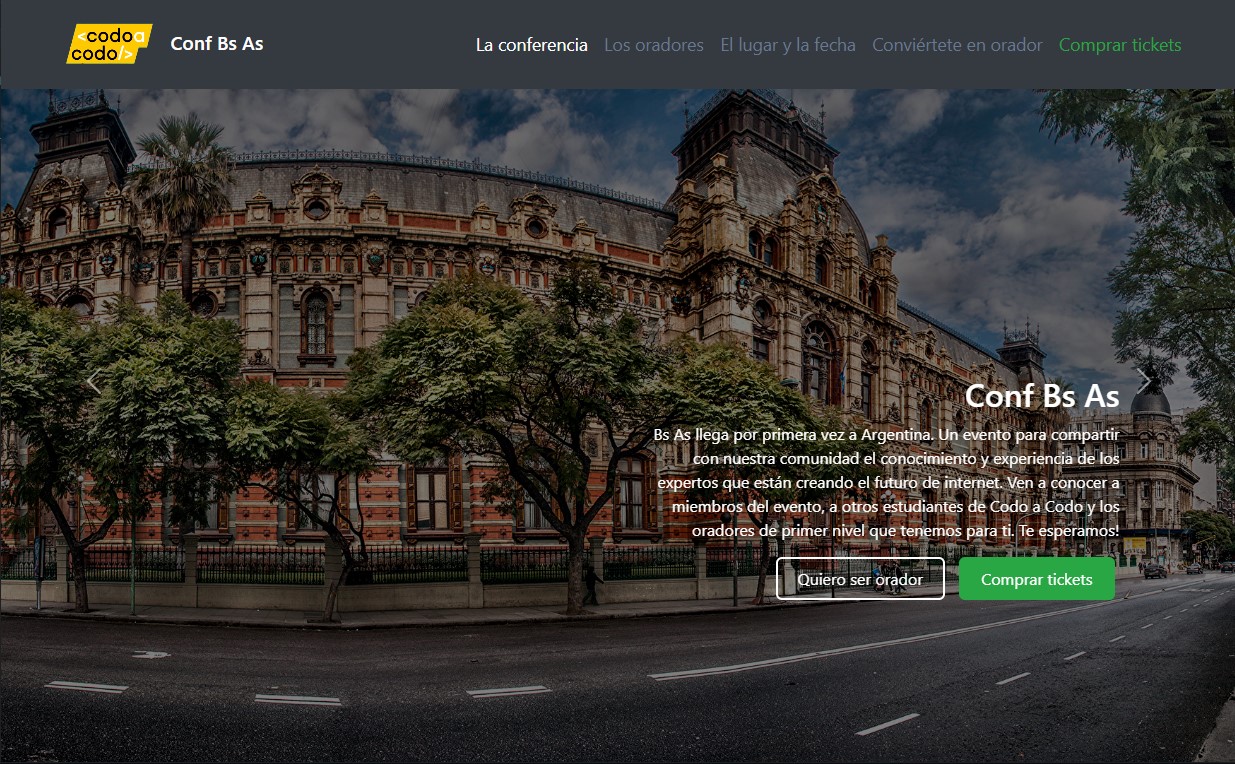 <codo a
codo/>
Conf Bs As
La conferencia
Los oradores
El lugar y la fecha
Conviértete en orador
Comprar tickets
Conf Bs As
Bs As llega por primera vez a Argentina. Un evento para compartir
con nuestra comunidad el conocimiento y experiencia de los
expertos que están creando el futuro de internet. Ven a conocer a
miembros del evento, a otros estudiantes de Codo a Codo y los
oradores de primer nivel que tenemos para ti. Te esperamos!
Quiero ser orador
Comprar tickets